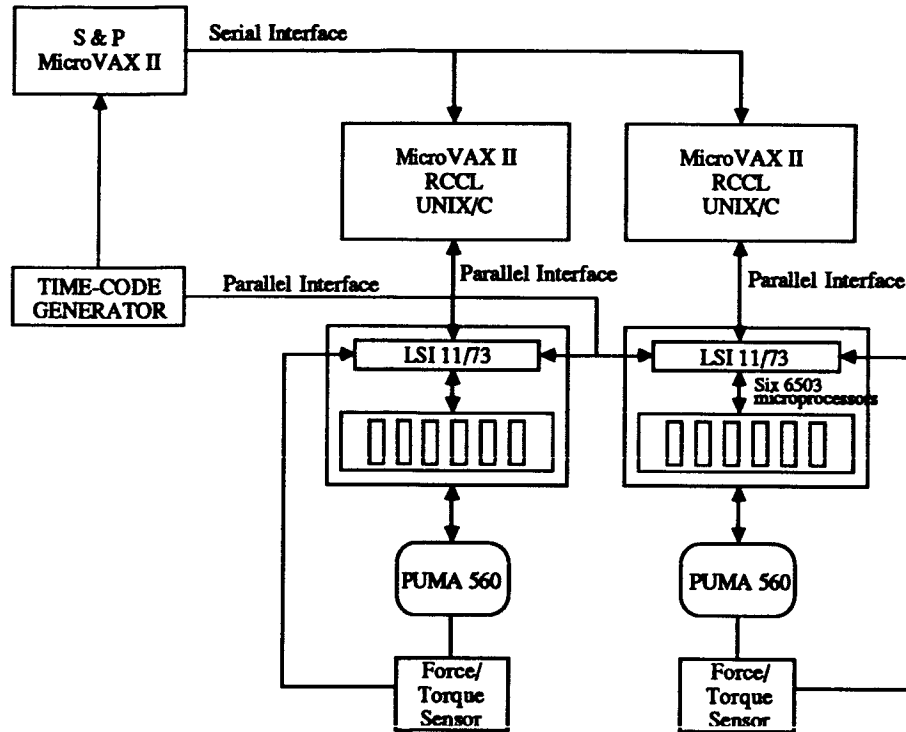 S & P
MicroVAX II
Serial Interface
MicroVAX II
RCCL
UNIX/C
MicroVAX II
RCCL
UNIX/C
TIME-CODE
GENERATOR
Parallel Interface
Parallel Interface
Parallel Interface
LSI 11/73
LSI 11/73
Six 6503
microprocessors
PUMA 560
PUMA 560
Force/
Torque
Sensor
Force/
Torque
Sensor